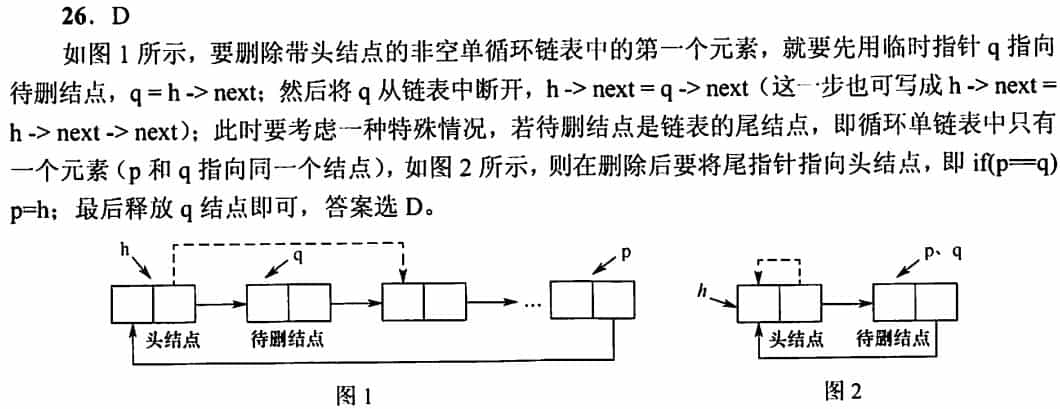 26. D
如图 1 所示，要删除带头结点的非空单循环链表中的第一个元素，就要先用临时指针 q 指向
待删结点，q = h -> next；然后将 q 从链表中断开，h -> next = q -> next（这一步也可写成 h -> next =
h -> next -> next）；此时要考虑一种特殊情况，若待删结点是链表的尾结点，即循环单链表中只有
一个元素（p 和 q 指向同一个结点），如图 2 所示，则在删除后要将尾指针指向头结点，即 if(p==q)
p=h；最后释放 q 结点即可，答案选 D。
h q p
...
头结点 待删结点
图 1
p、q
h
头结点 待删结点
图 2